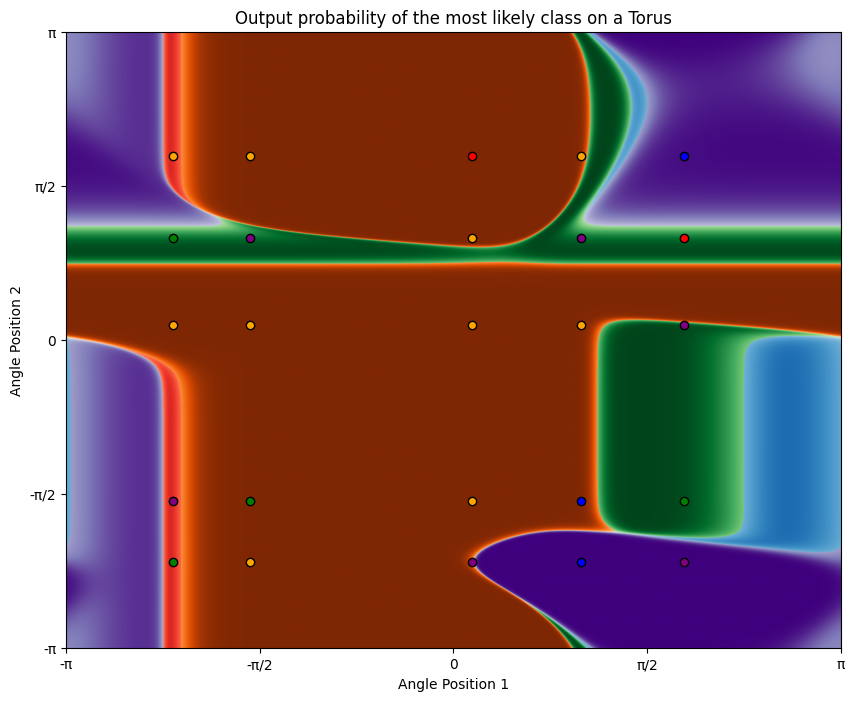 Output probability of the most likely class on a Torus
π
π/2
0
-π/2
-π
Angle Position 2
-π
-π/2
0
π/2
π
Angle Position 1